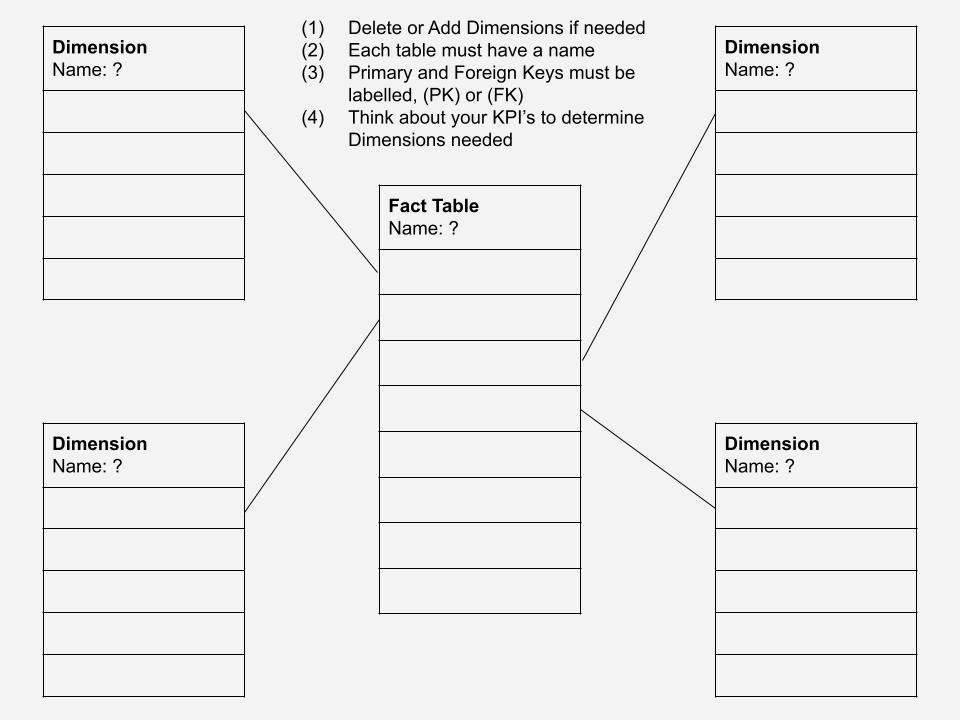 Dimension
Name: ?
(1) Delete or Add Dimensions if needed
(2) Each table must have a name
(3) Primary and Foreign Keys must be
labelled, (PK) or (FK)
(4) Think about your KPI's to determine
Dimensions needed
Dimension
Name: ?
Fact Table
Name: ?
Dimension
Name: ?
Dimension
Name: ?